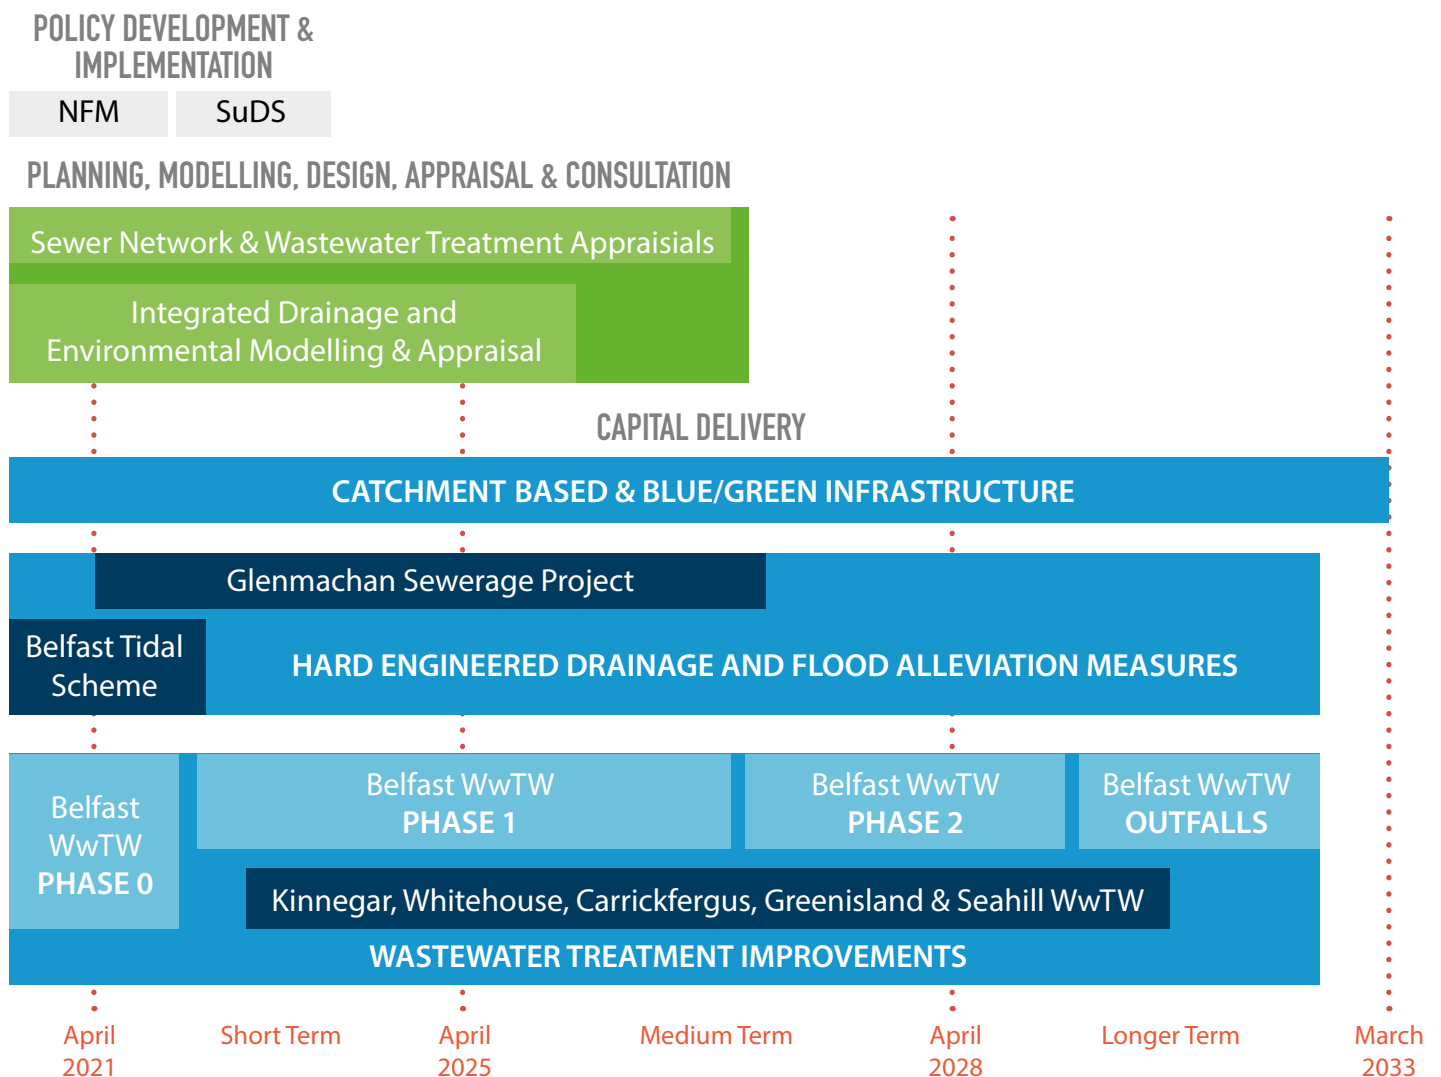 POLICY DEVELOPMENT &
IMPLEMENTATION
NFM
SuDS
PLANNING, MODELLING, DESIGN, APPRAISAL & CONSULTATION
Sewer Network & Wastewater Treatment Appraisials
Integrated Drainage and
Environmental Modelling & Appraisal
CAPITAL DELIVERY
CATCHMENT BASED & BLUE/GREEN INFRASTRUCTURE
Glenmachan Sewerage Project
Belfast Tidal
Scheme
HARD ENGINEERED DRAINAGE AND FLOOD ALLEVIATION MEASURES
Belfast
WwTW
PHASE 0
Belfast WwTW
PHASE 1
Belfast WwTW
PHASE 2
Belfast WwTW
OUTFALLS
Kinnegar, Whitehouse, Carrickfergus, Greenisland & Seahill WwTW
WASTEWATER TREATMENT IMPROVEMENTS
April
2021
Short Term
April
2025
Medium Term
April
2028
Longer Term
March
2033